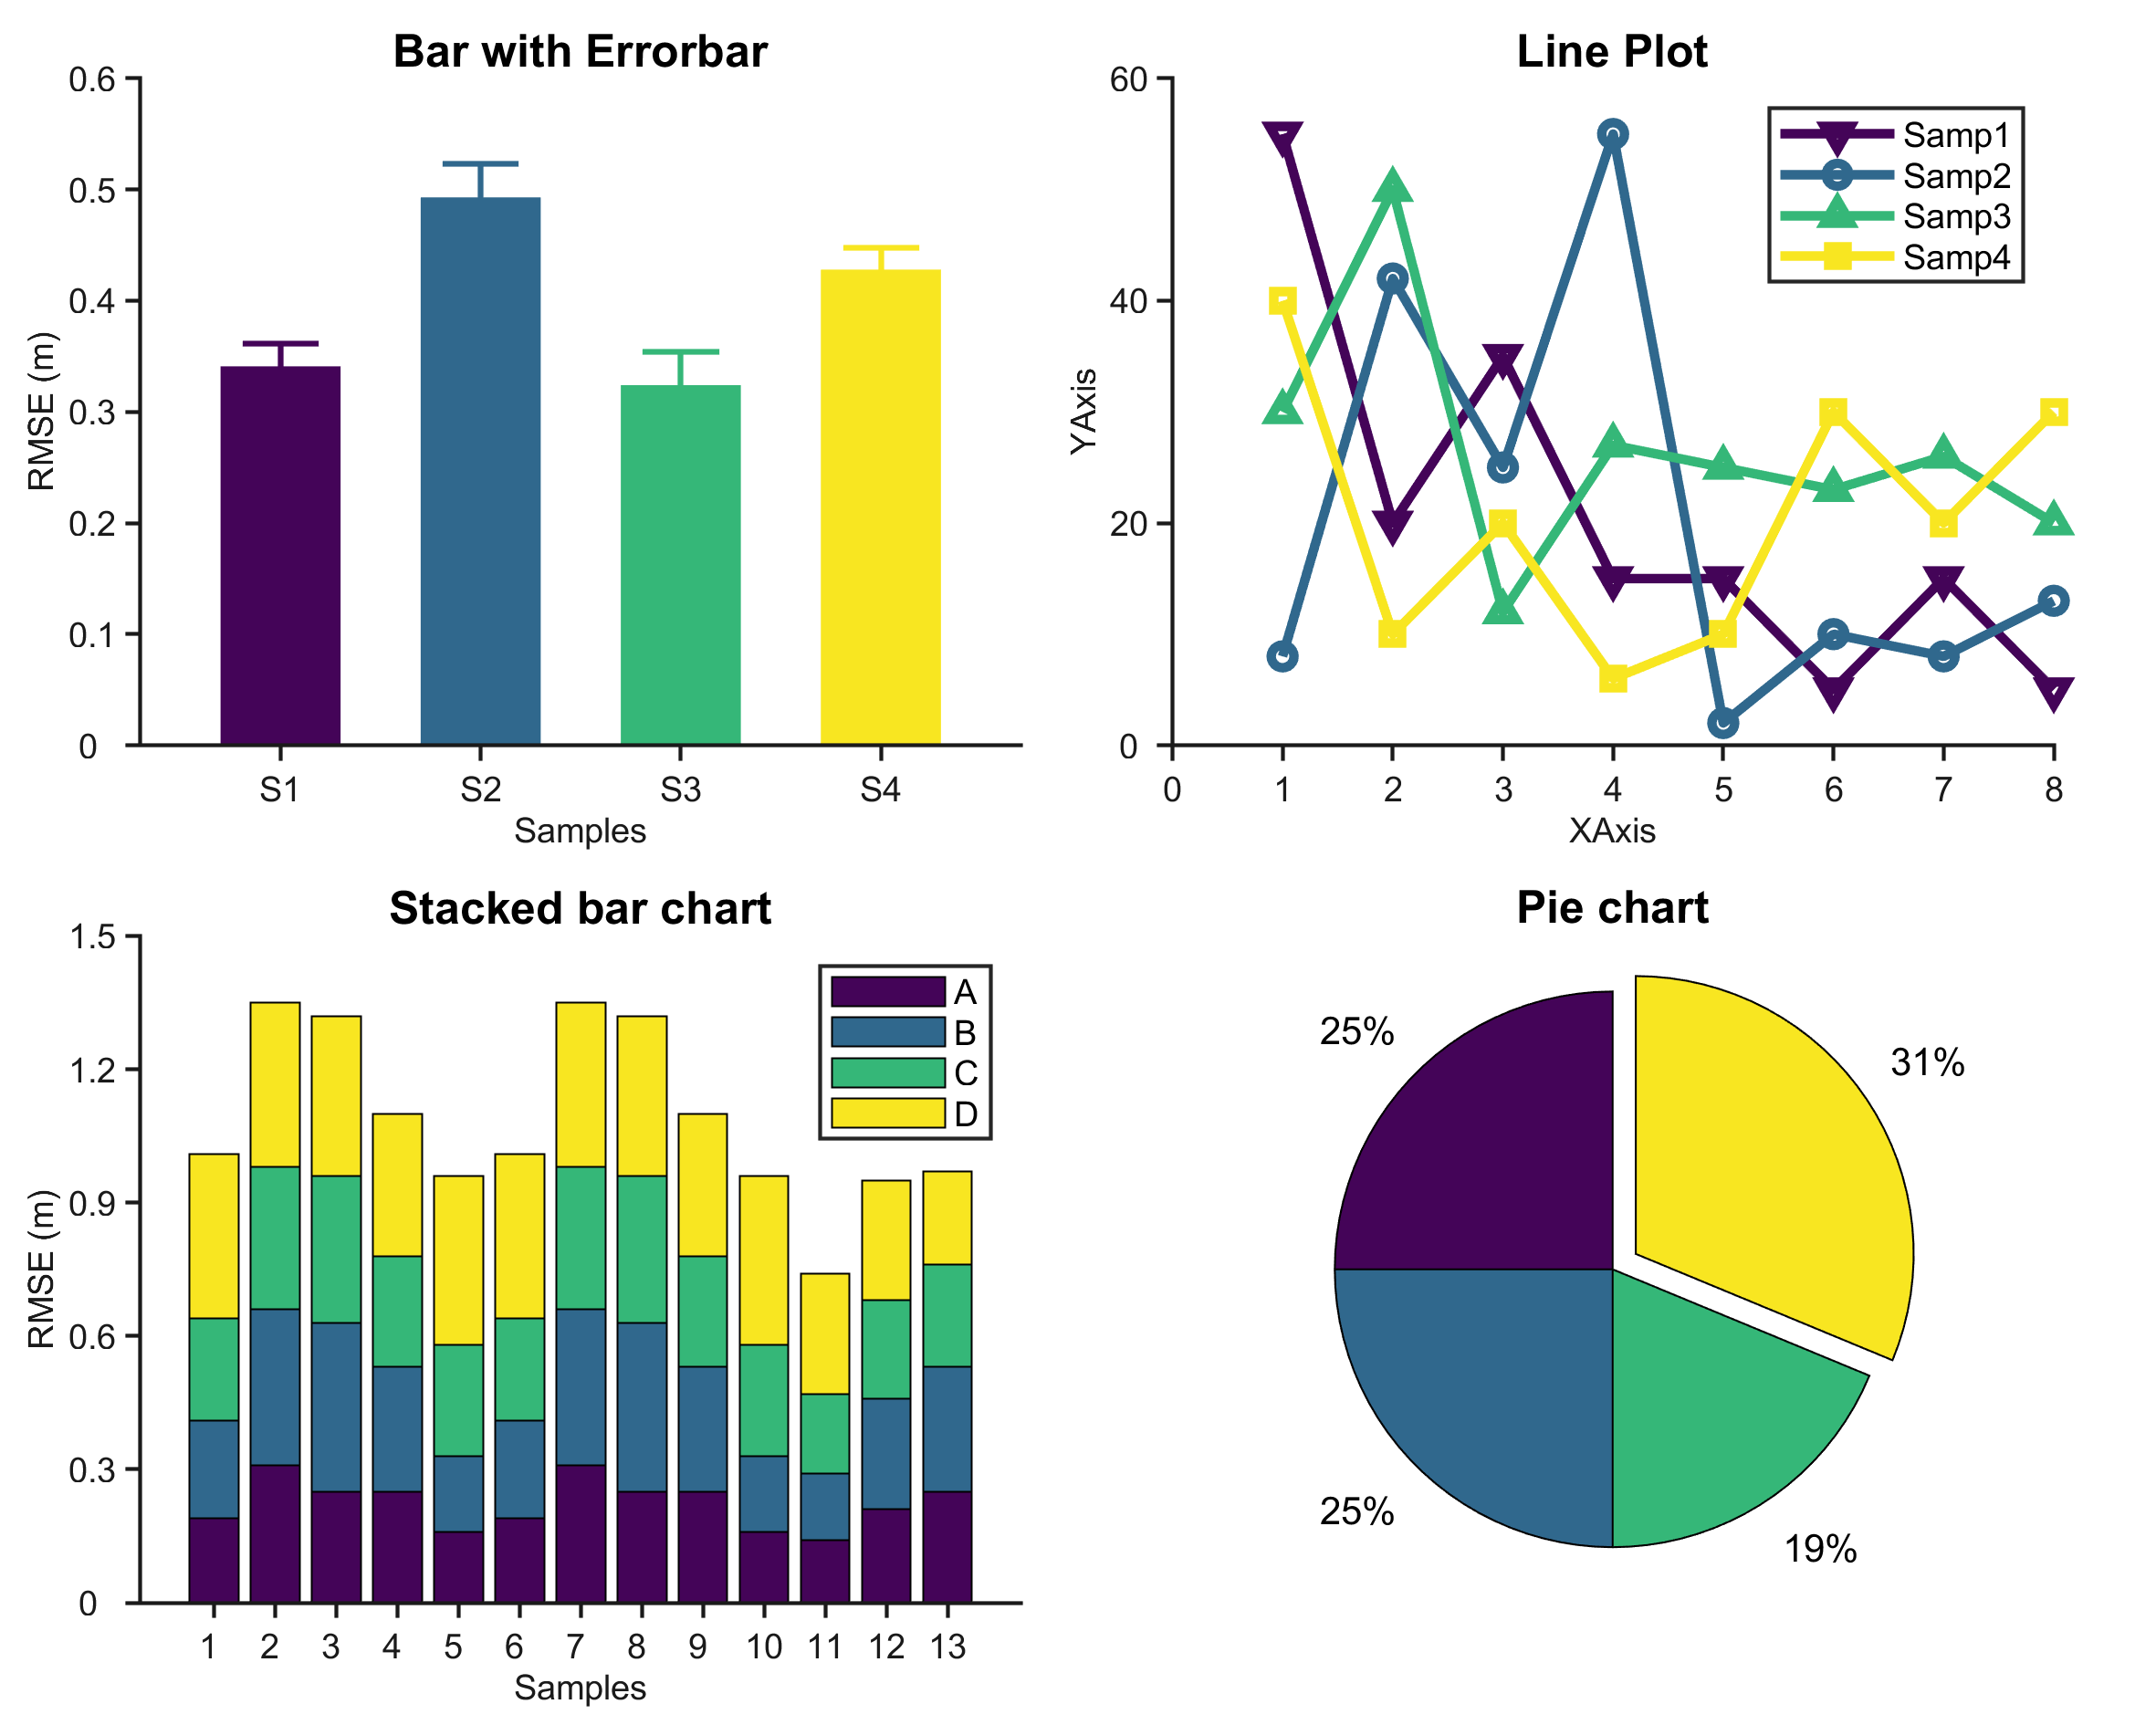 Bar with Errorbar
0.6
0.5
0.4
0.3
0.2
0.1
0
RMSE (m)
S1 S2 S3 S4
Samples
Line Plot
60
40
20
0
YAxis
Samp1
Samp2
Samp3
Samp4
0 1 2 3 4 5 6 7 8
XAxis
Stacked bar chart
1.5
1.2
0.9
0.6
0.3
0
RMSE (m)
A
B
C
D
1 2 3 4 5 6 7 8 9 10 11 12 13
Samples
Pie chart
25%
31%
25%
19%